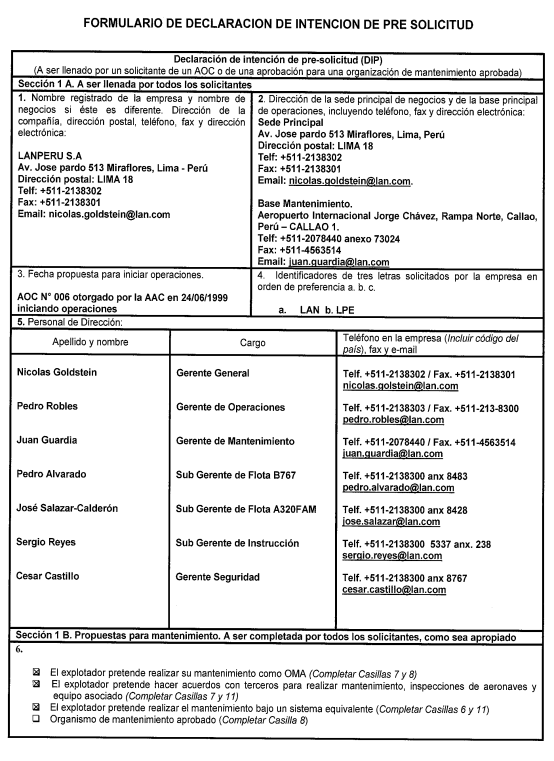 FORMULARIO DE DECLARACION DE INTENCION DE PRE SOLICITUD
Declaración de intención de pre-solicitud (DIP)
(A ser llenado por un solicitante de un AOC o de una aprobación para una organización de mantenimiento aprobada)
Sección 1 A. A ser llenada por todos los solicitantes
1. Nombre registrado de la empresa y nombre de
negocios si éste es diferente. Dirección de la
compañía, dirección postal, teléfono, fax y dirección
electrónica:
LANPERU S.A
Av. Jose pardo 513 Miraflores, Lima - Perú
Dirección postal: LIMA 18
Telf: +511-2138302
Fax: +511-2138301
Email: nicolas.goldstein@lan.com
2. Dirección de la sede principal de negocios y de la base principal
de operaciones, incluyendo teléfono, fax y dirección electrónica:
Sede Principal
Av. Jose pardo 513 Miraflores, Lima, Perú
Dirección postal: LIMA 18
Telf: +511-2138302
Fax: +511-2138301
Email: nicolas.goldstein@lan.com.
Base Mantenimiento.
Aeropuerto Internacional Jorge Chávez, Rampa Norte, Callao,
Perú – CALLAO 1.
Telf: +511-2078440 anexo 73024
Fax: +511-4563514
Email: juan.guardia@lan.com
3. Fecha propuesta para iniciar operaciones.
AOC N° 006 otorgado por la AAC en 24/06/1999
iniciando operaciones
4. Identificadores de tres letras solicitados por la empresa en
orden de preferencia a. b. c.
a. LAN b. LPE
5. Personal de Dirección:
Apellido y nombre
Cargo
Teléfono en la empresa (Incluir código del
país), fax y e-mail
Nicolas Goldstein
Gerente General
Telf. +511-2138302 / Fax. +511-2138301
nicolas.golstein@lan.com
Pedro Robles
Gerente de Operaciones
Telf. +511-2138303 / Fax. +511-213-8300
pedro.robles@lan.com
Juan Guardia
Gerente de Mantenimiento
Telf. +511-2078440 / Fax. +511-4563514
juan.guardia@lan.com
Pedro Alvarado
Sub Gerente de Flota B767
Telf. +511-2138300 anx 8483
pedro.alvarado@lan.com
José Salazar-Calderón
Sub Gerente de Flota A320FAM
Telf. +511-2138300 anx 8428
jose.salazar@lan.com
Sergio Reyes
Sub Gerente de Instrucción
Telf. +511-2138300 5337 anx. 238
sergio.reyes@lan.com
Cesar Castillo
Gerente Seguridad
Telf. +511-2138300 anx 8767
cesar.castillo@lan.com
Sección 1 B. Propuestas para mantenimiento. A ser completada por todos los solicitantes, como sea apropiado
6.
☒ El explotador pretende realizar su mantenimiento como OMA (Completar Casillas 7 y 8)
☒ El explotador pretende hacer acuerdos con terceros para realizar mantenimiento, inspecciones de aeronaves y
equipo asociado (Completar Casillas 7 y 11)
☒ El explotador pretende realizar el mantenimiento bajo un sistema equivalente (Completar Casillas 6 y 11)
☐ Organismo de mantenimiento aprobado (Completar Casilla 8)